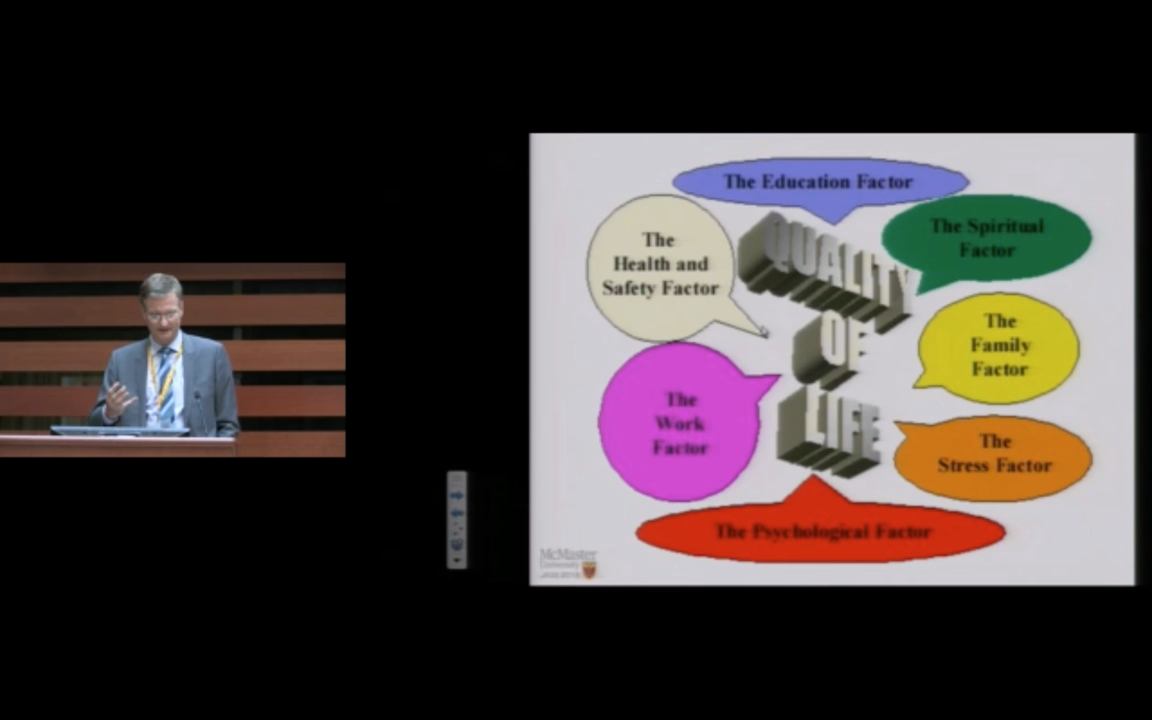 The Education Factor
The Spiritual
Factor
The
Health and
Safety Factor
QUALITY
OF
LIFE
The
Family
Factor
The
Work
Factor
The
Stress Factor
The Psychological Factor
McMaster
University